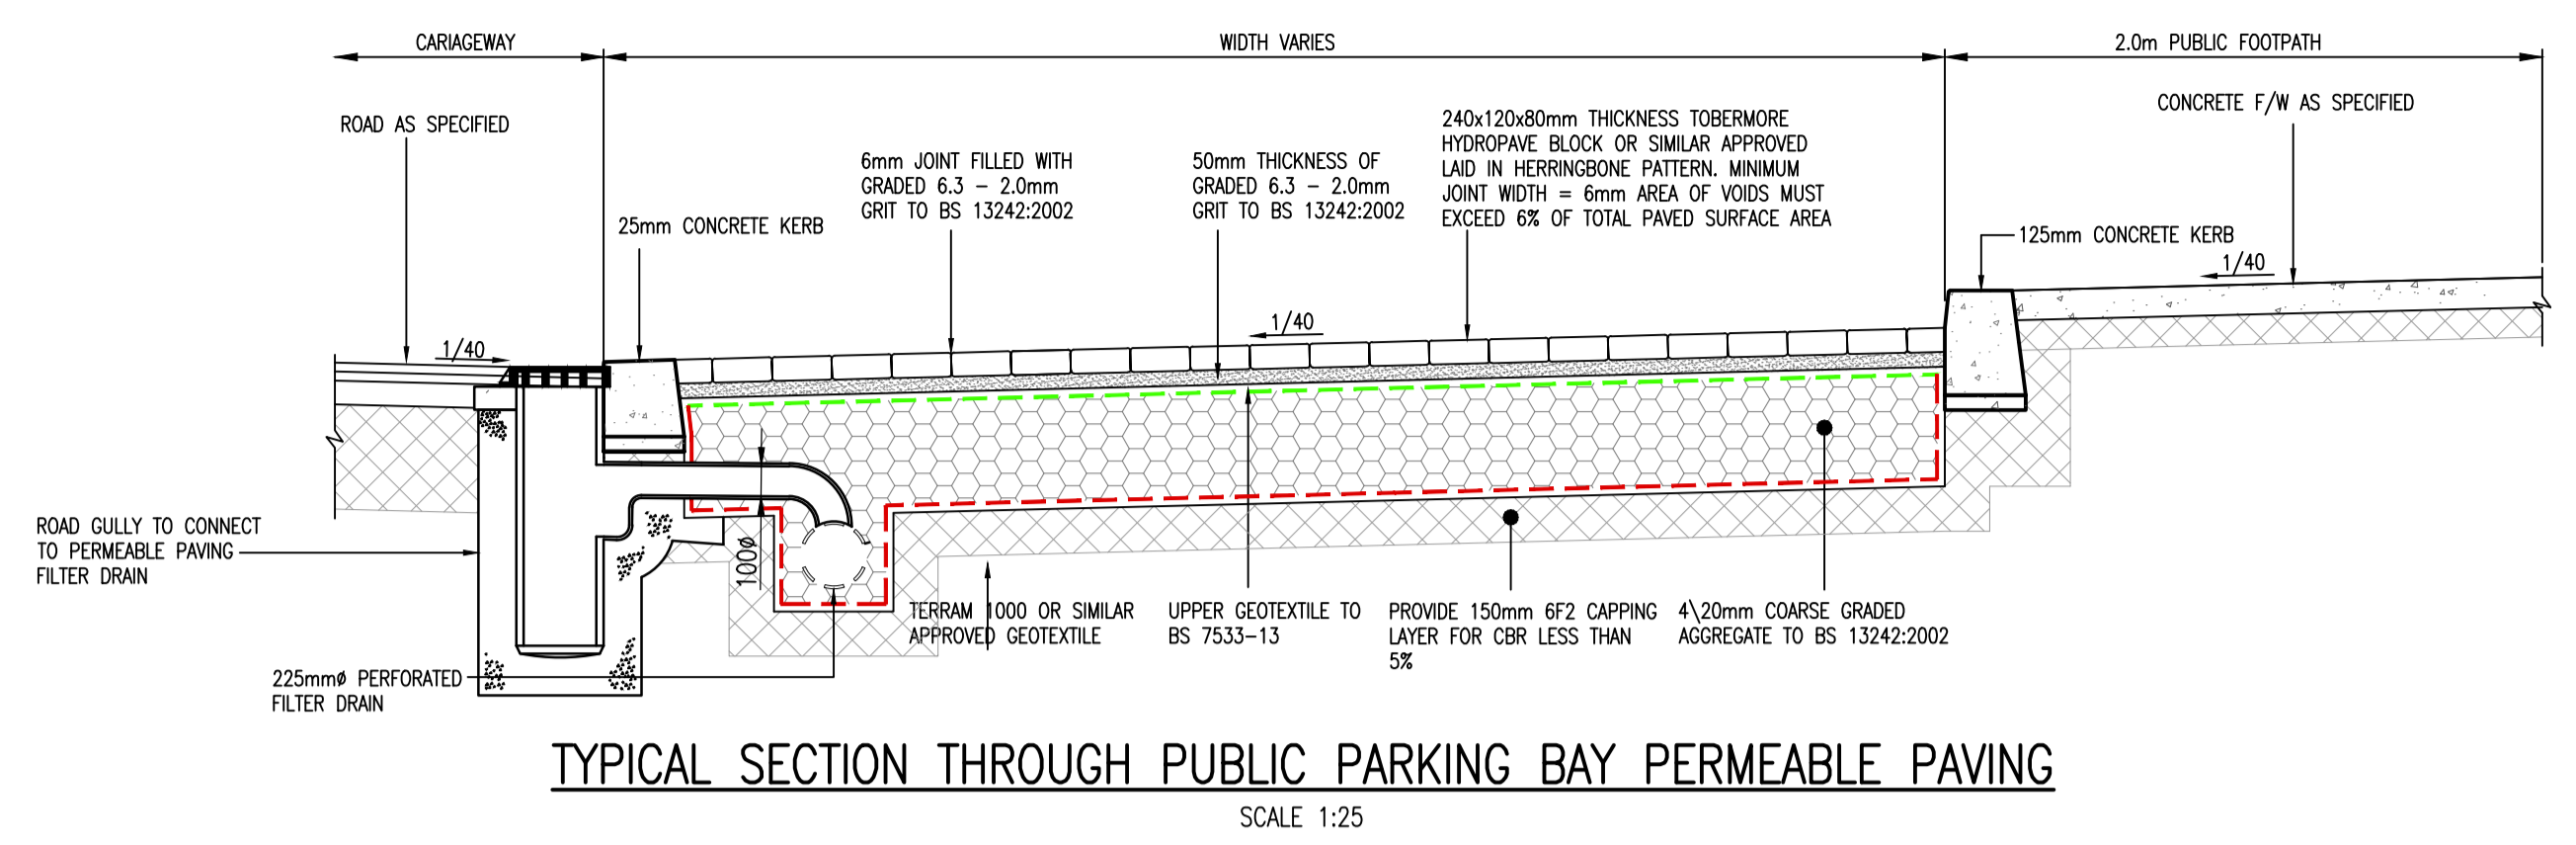 CARIAGEWAY
WIDTH VARIES
2.0m PUBLIC FOOTPATH
ROAD AS SPECIFIED
25mm CONCRETE KERB
6mm JOINT FILLED WITH
GRADED 6.3 - 2.0mm
GRIT TO BS 13242:2002
50mm THICKNESS OF
GRADED 6.3 - 2.0mm
GRIT TO BS 13242:2002
240x120x80mm THICKNESS TOBERMORE
HYDROPAVE BLOCK OR SIMILAR APPROVED
LAID IN HERRINGBONE PATTERN. MINIMUM
JOINT WIDTH = 6mm AREA OF VOIDS MUST
EXCEED 6% OF TOTAL PAVED SURFACE AREA
CONCRETE F/W AS SPECIFIED
125mm CONCRETE KERB
1/40
1/40
1/40
100ø
ROAD GULLY TO CONNECT
TO PERMEABLE PAVING
FILTER DRAIN
225mmø PERFORATED
FILTER DRAIN
TERRAM 1000 OR SIMILAR
APPROVED GEOTEXTILE
UPPER GEOTEXTILE TO
BS 7533-13
PROVIDE 150mm 6F2 CAPPING
LAYER FOR CBR LESS THAN
5%
4\20mm COARSE GRADED
AGGREGATE TO BS 13242:2002
TYPICAL SECTION THROUGH PUBLIC PARKING BAY PERMEABLE PAVING
SCALE 1:25